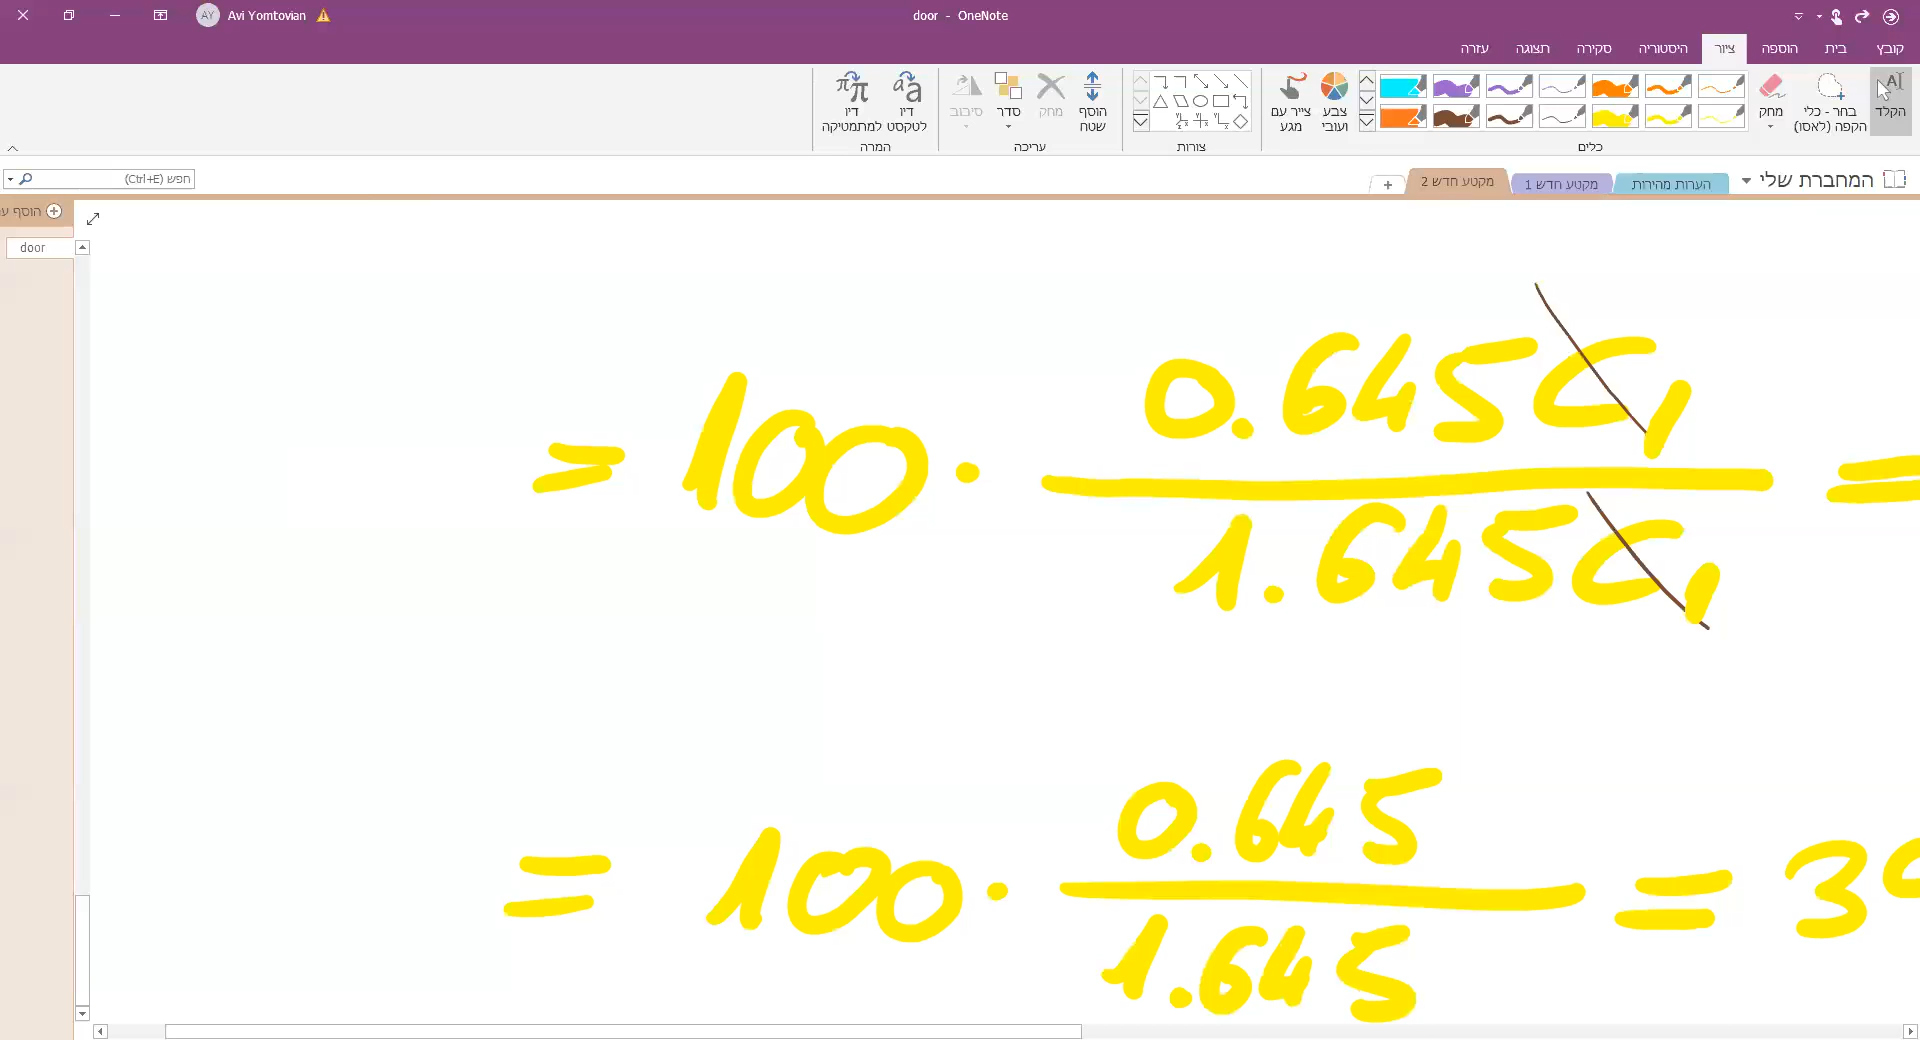 AY Avi Yomtovian
door - OneNote
קובץ בית הוספה ציור היסטוריה סקירה תצוגה עזרה
הקלד
בחר - כלי הקפה (לאסו)
מחק
צבע ועובי
צייר עם מגע
הוסף שטח
מחק
סדר
סיבוב
דיו לטקסט
דיו למתמטיקה
כלים
צורות
עריכה
המרה
המחברת שלי
הערות מהירות
מקטע חדש 1
מקטע חדש 2
+
חפש (Ctrl+E)
הוסף
door
= 100 · 0.645C₁ / 1.645C₁ =
= 100 · 0.645 / 1.645 = 3